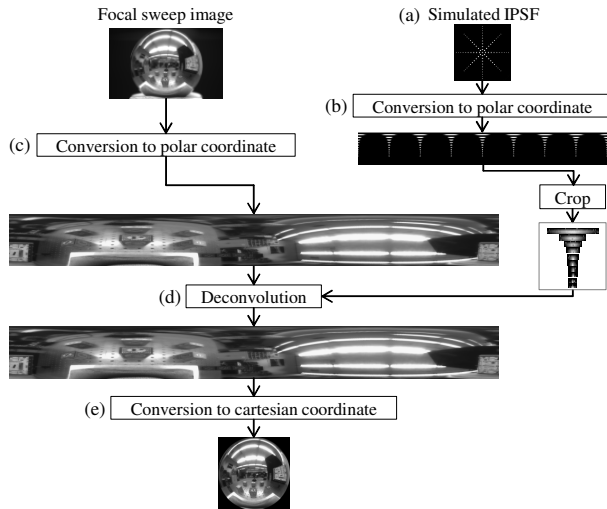 Focal sweep image
(a) Simulated IPSF
(b) Conversion to polar coordinate
(c) Conversion to polar coordinate
Crop
(d) Deconvolution
(e) Conversion to cartesian coordinate